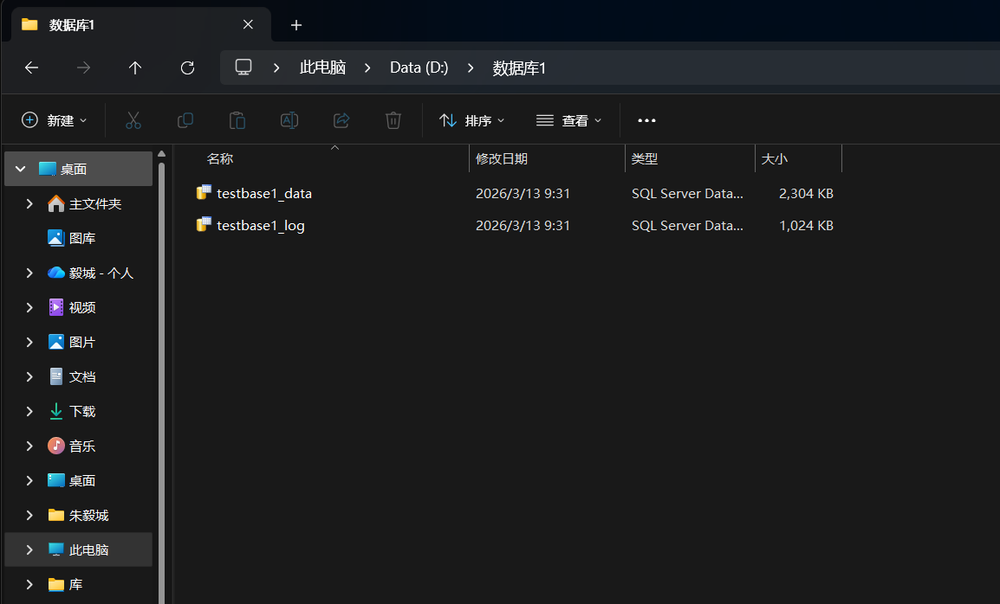 数据库1
此电脑 Data (D:) 数据库1
新建 排序 查看
名称 修改日期 类型 大小
testbase1_data 2026/3/13 9:31 SQL Server Data... 2,304 KB
testbase1_log 2026/3/13 9:31 SQL Server Data... 1,024 KB
桌面
主文件夹
图库
毅城 - 个人
视频
图片
文档
下载
音乐
桌面
朱毅城
此电脑
库